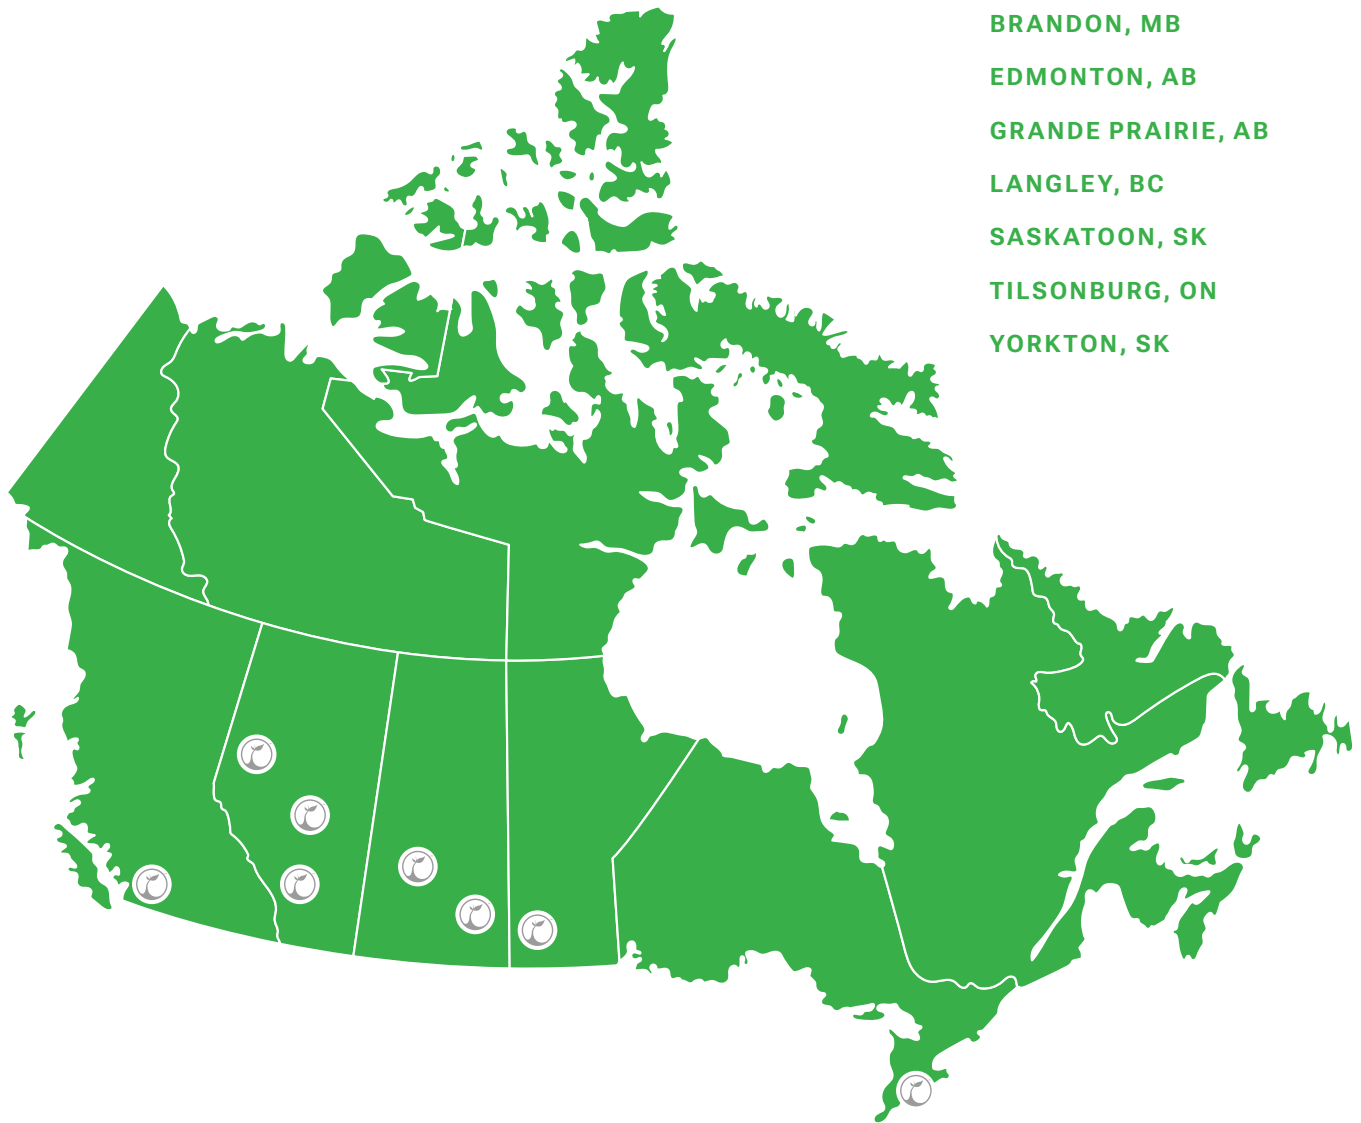 BRANDON, MB
EDMONTON, AB
GRANDE PRAIRIE, AB
LANGLEY, BC
SASKATOON, SK
TILSONBURG, ON
YORKTON, SK